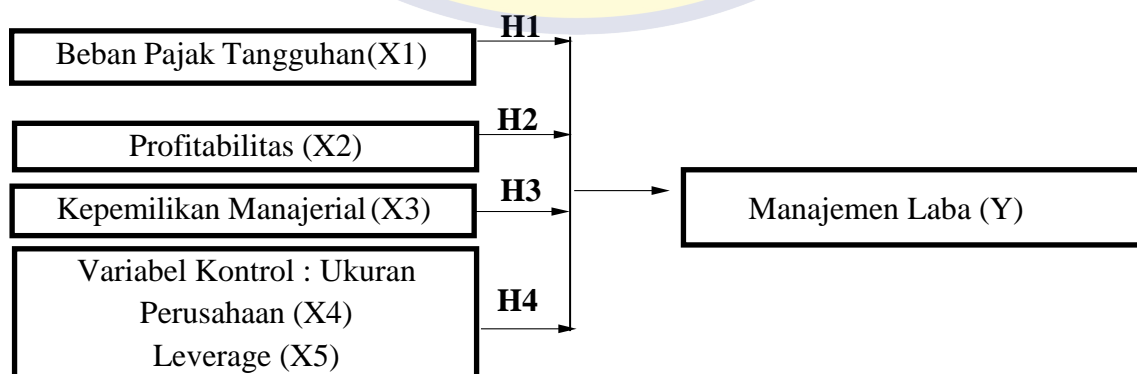 H1
Beban Pajak Tangguhan(X1)
H2
Profitabilitas (X2)
H3
Kepemilikan Manajerial (X3)
Manajemen Laba (Y)
Variabel Kontrol : Ukuran
Perusahaan (X4)
Leverage (X5)
H4